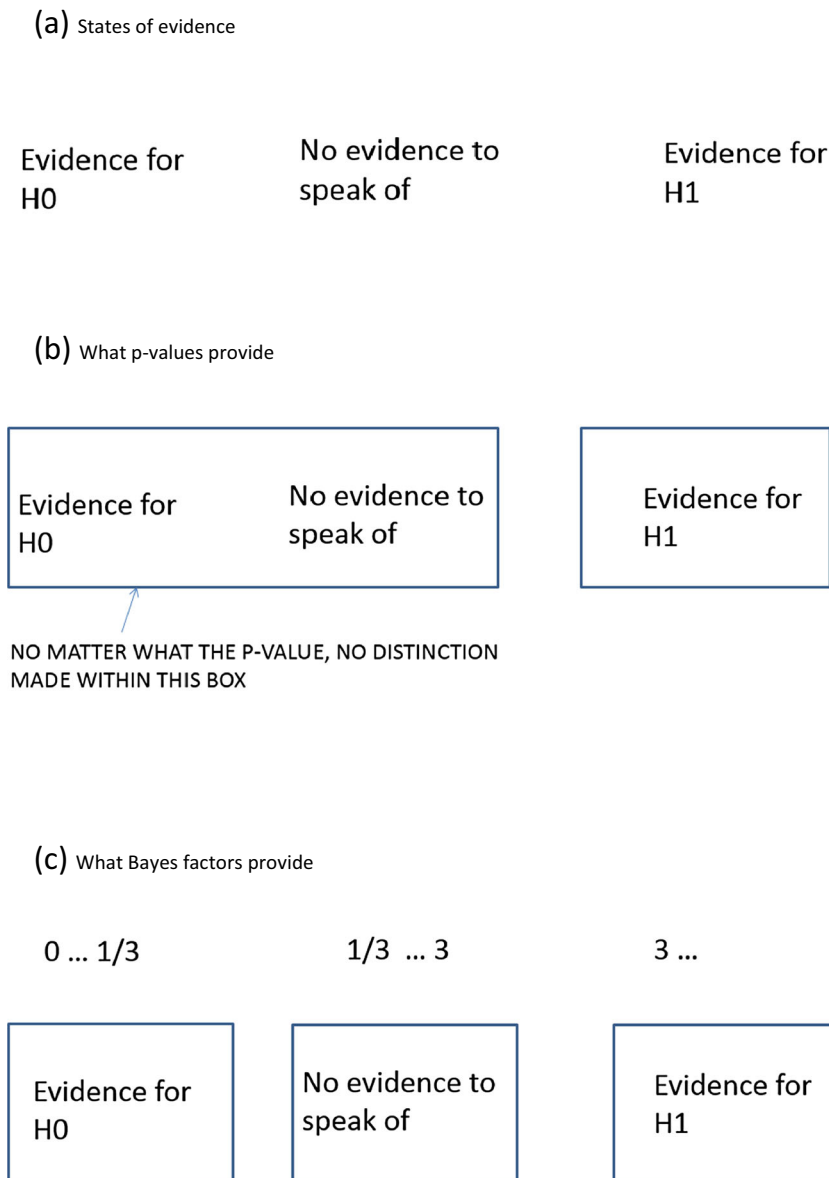 (a) States of evidence
Evidence for
H0
No evidence to
speak of
Evidence for
H1
(b) What p-values provide
Evidence for
H0
No evidence to
speak of
Evidence for
H1
NO MATTER WHAT THE P-VALUE, NO DISTINCTION
MADE WITHIN THIS BOX
(c) What Bayes factors provide
0 ... 1/3
1/3 ... 3
3 ...
Evidence for
H0
No evidence to
speak of
Evidence for
H1